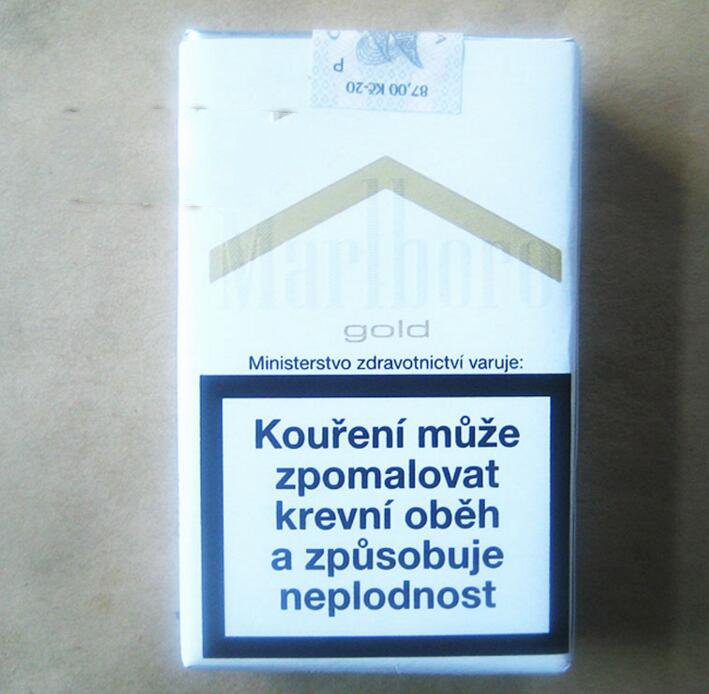 A
P
87,00 Kč-20
Marlboro
gold
Ministerstvo zdravotnictví varuje:
Kouření může
zpomalovat
krevní oběh
a způsobuje
neplodnost